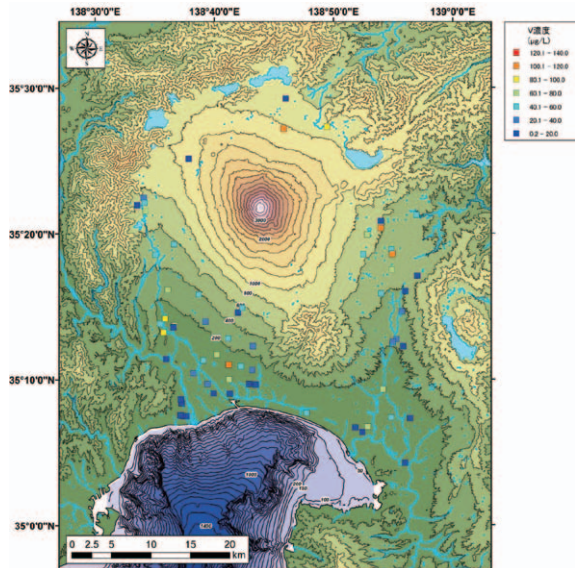 138°30'0"E
138°40'0"E
138°50'0"E
139°0'0"E
V濃度
(μg/L)
120.1 - 140.0
100.1 - 120.0
80.1 - 100.0
60.1 - 80.0
40.1 - 60.0
20.1 - 40.0
0.2 - 20.0
35°30'0"N
35°20'0"N
35°10'0"N
35°0'0"N
0 2.5 5 10 15 20
km